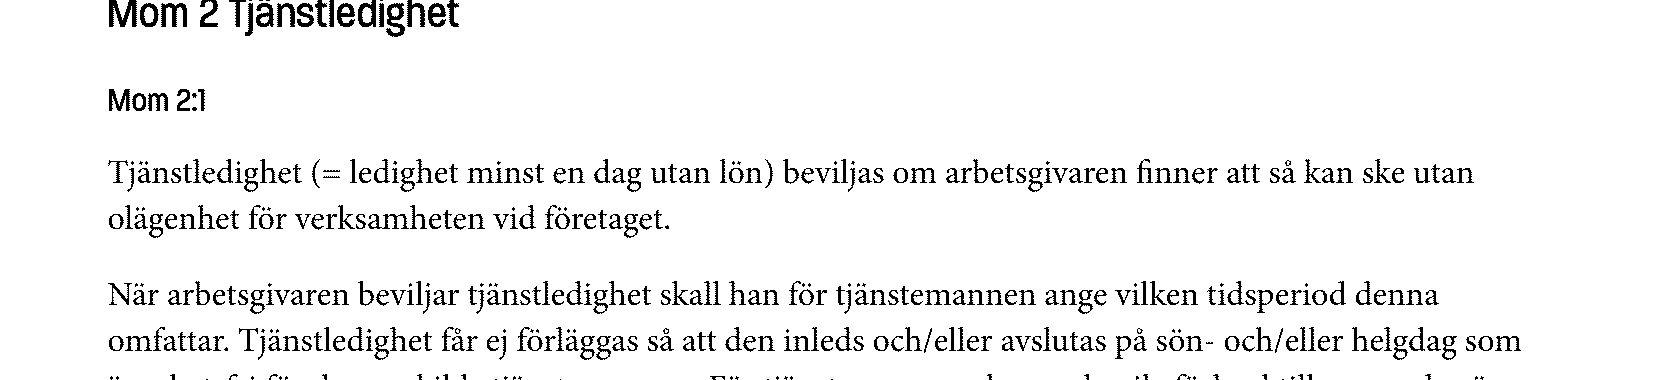 Mom 2 Tjänstledighet
Mom 2:1
Tjänstledighet (= ledighet minst en dag utan lön) beviljas om arbetsgivaren finner att så kan ske utan
olägenhet för verksamheten vid företaget.
När arbetsgivaren beviljar tjänstledighet skall han för tjänstemannen ange vilken tidsperiod denna
omfattar. Tjänstledighet får ej förläggas så att den inleds och/eller avslutas på sön- och/eller helgdag som